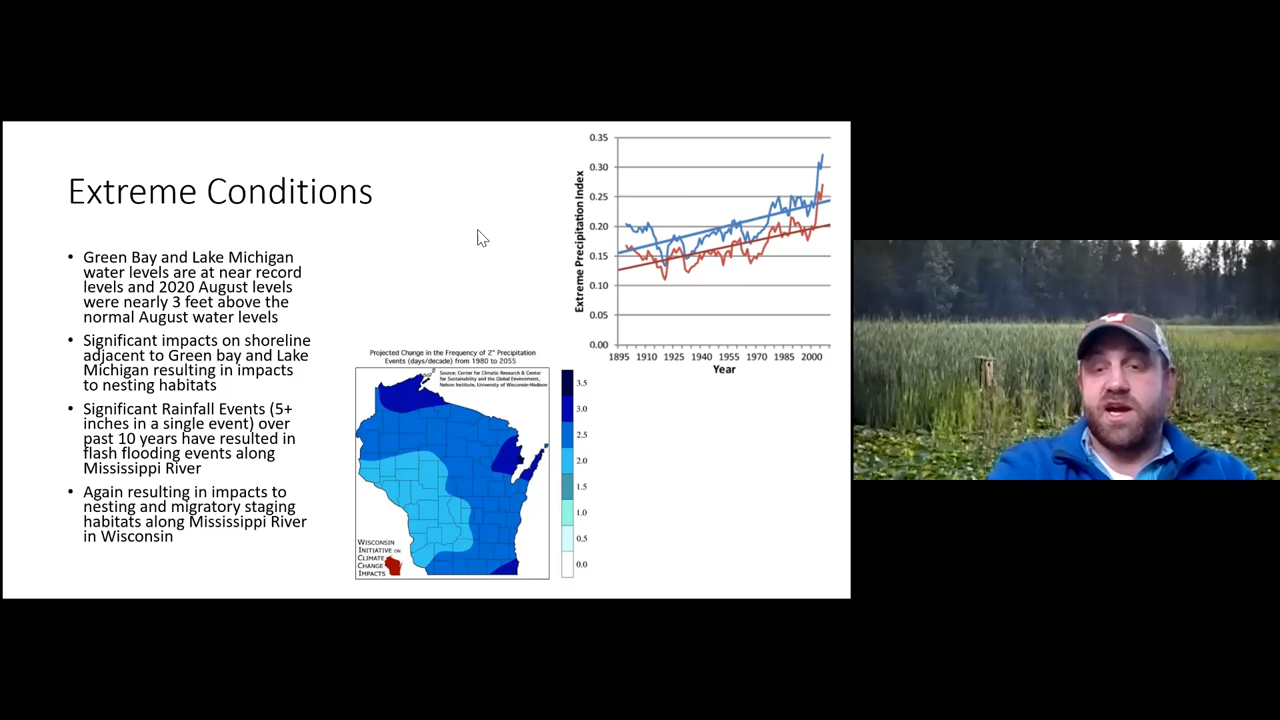 Extreme Conditions
• Green Bay and Lake Michigan
water levels are at near record
levels and 2020 August levels
were nearly 3 feet above the
normal August water levels
• Significant impacts on shoreline
adjacent to Green bay and Lake
Michigan resulting in impacts
to nesting habitats
• Significant Rainfall Events (5+
inches in a single event) over
past 10 years have resulted in
flash flooding events along
Mississippi River
• Again resulting in impacts to
nesting and migratory staging
habitats along Mississippi River
in Wisconsin
Projected Change in the Frequency of 2" Precipitation
Events (days/decade) from 1980 to 2055
Source: Center for Climatic Research & Center
for Sustainability and the Global Environment,
Nelson Institute, University of Wisconsin-Madison
WISCONSIN
INITIATIVE ON
CLIMATE
CHANGE
IMPACTS
3.5
3.0
2.5
2.0
1.5
1.0
0.5
0.0
Extreme Precipitation Index
0.35
0.30
0.25
0.20
0.15
0.10
0.05
0.00
1895 1910 1925 1940 1955 1970 1985 2000
Year